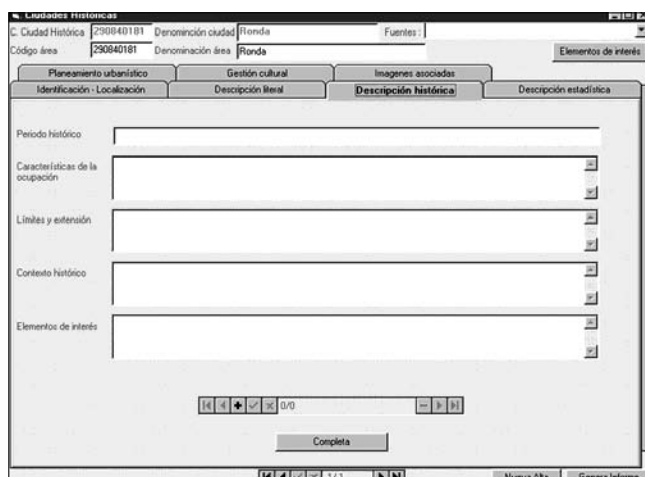 Ciudades Históricas
C. Ciudad Histórica 290840181 Denominción ciudad Ronda Fuentes :
Código área 290840181 Denominación área Ronda Elementos de interés
Planeamiento urbanístico Gestión cultural Imagenes asociadas
Identificación - Localización Descripción literal Descripción histórica Descripción estadística
Periodo histórico
Características de la
ocupación
Límites y extensión
Contexto histórico
Elementos de interés
0/0
Completa
1/1 Nueva Alta Generar Informe